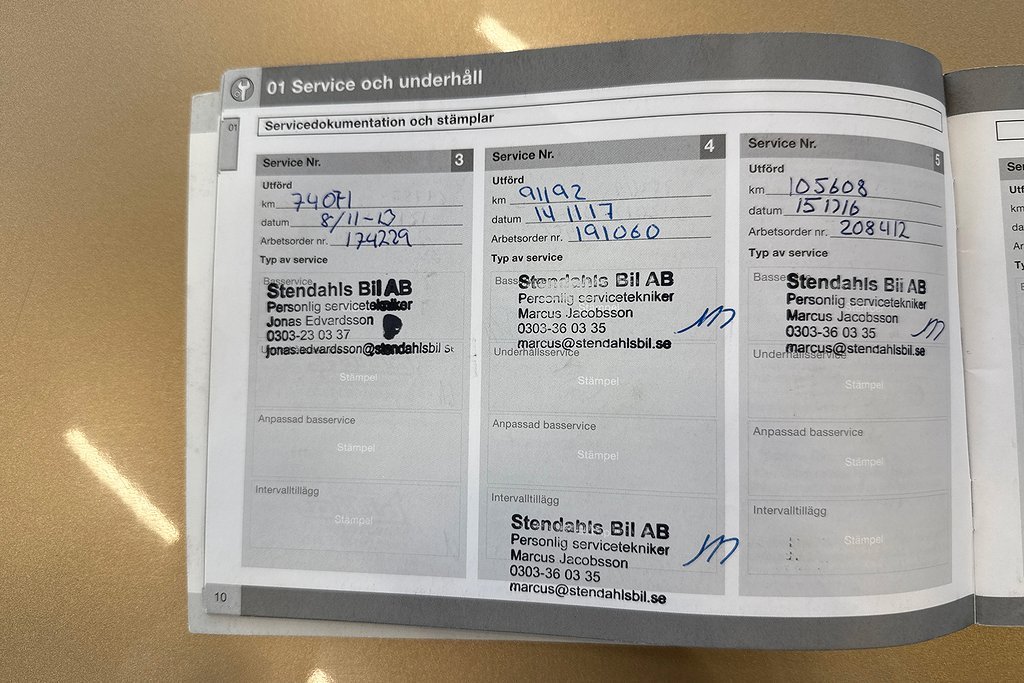 01 Service och underhåll
01
Servicedokumentation och stämplar
Service Nr. 3
Utförd
km 74071
datum 8/11-13
Arbetsorder nr. 174229
Typ av service
Basservice
Stendahls Bil AB
Personlig servicetekniker
Jonas Edvardsson
0303-23 03 37
jonas.edvardsson@stendahlsbil.se
Stämpel
Anpassad basservice
Stämpel
Intervalltillägg
Stämpel
Service Nr. 4
Utförd
km 91192
datum 141117
Arbetsorder nr. 191060
Typ av service
Stendahls Bil AB
Personlig servicetekniker
Marcus Jacobsson
0303-36 03 35
marcus@stendahlsbil.se
Underhållsservice
Stämpel
Anpassad basservice
Stämpel
Intervalltillägg
Stendahls Bil AB
Personlig servicetekniker
Marcus Jacobsson
0303-36 03 35
marcus@stendahlsbil.se
Service Nr. 5
Utförd
km 105608
datum
Arbetsorder nr. 208412
Typ av service
Stendahls Bil AB
Personlig servicetekniker
Marcus Jacobsson
0303-36 03 35
marcus@stendahlsbil.se
Underhållsservice
Stämpel
Anpassad basservice
Stämpel
Intervalltillägg
Stämpel
10